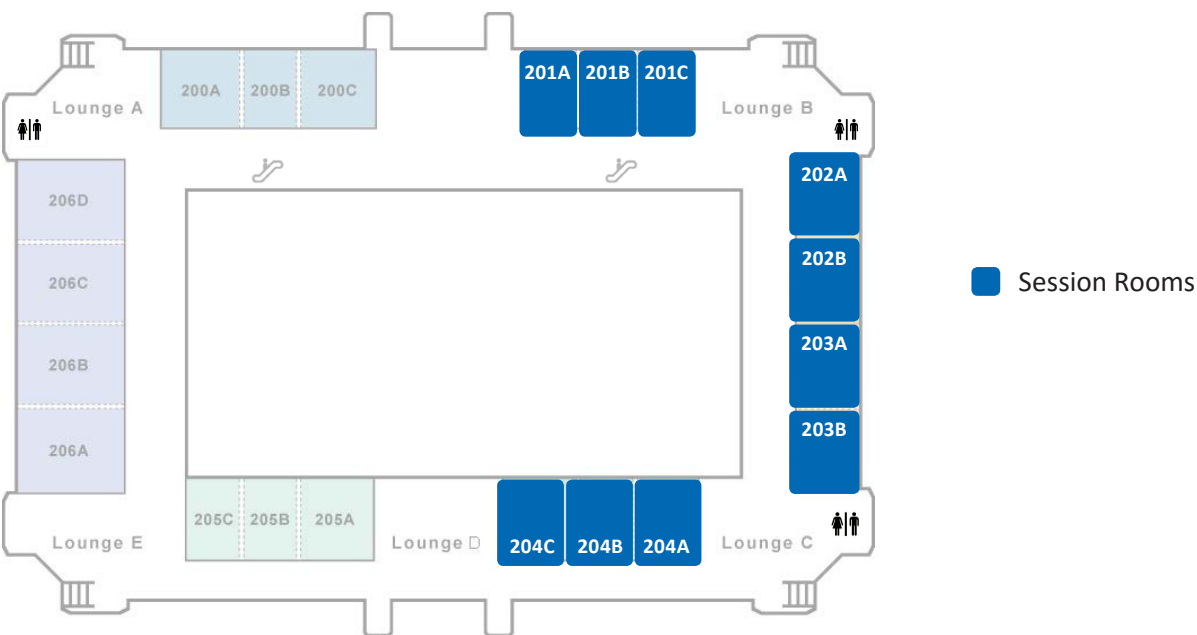 201A 201B 201C
200A 200B 200C
Lounge A
Lounge B
202A
206D
202B
206C
Session Rooms
203A
206B
203B
206A
205C 205B 205A
Lounge E
Lounge D
204C 204B 204A
Lounge C